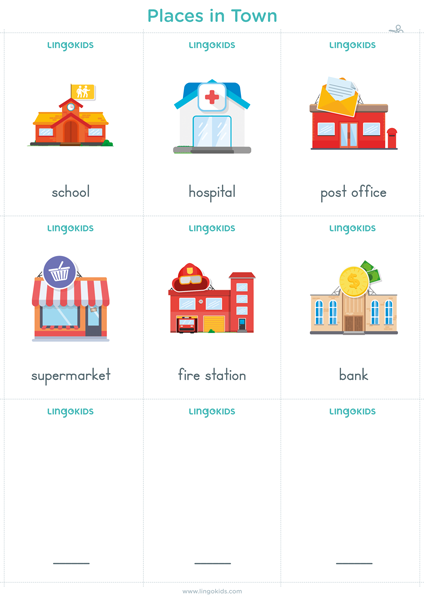 Places in Town
LINGOKIDS LINGOKIDS LINGOKIDS
school hospital post office
LINGOKIDS LINGOKIDS LINGOKIDS
supermarket fire station bank
LINGOKIDS LINGOKIDS LINGOKIDS
www.lingokids.com